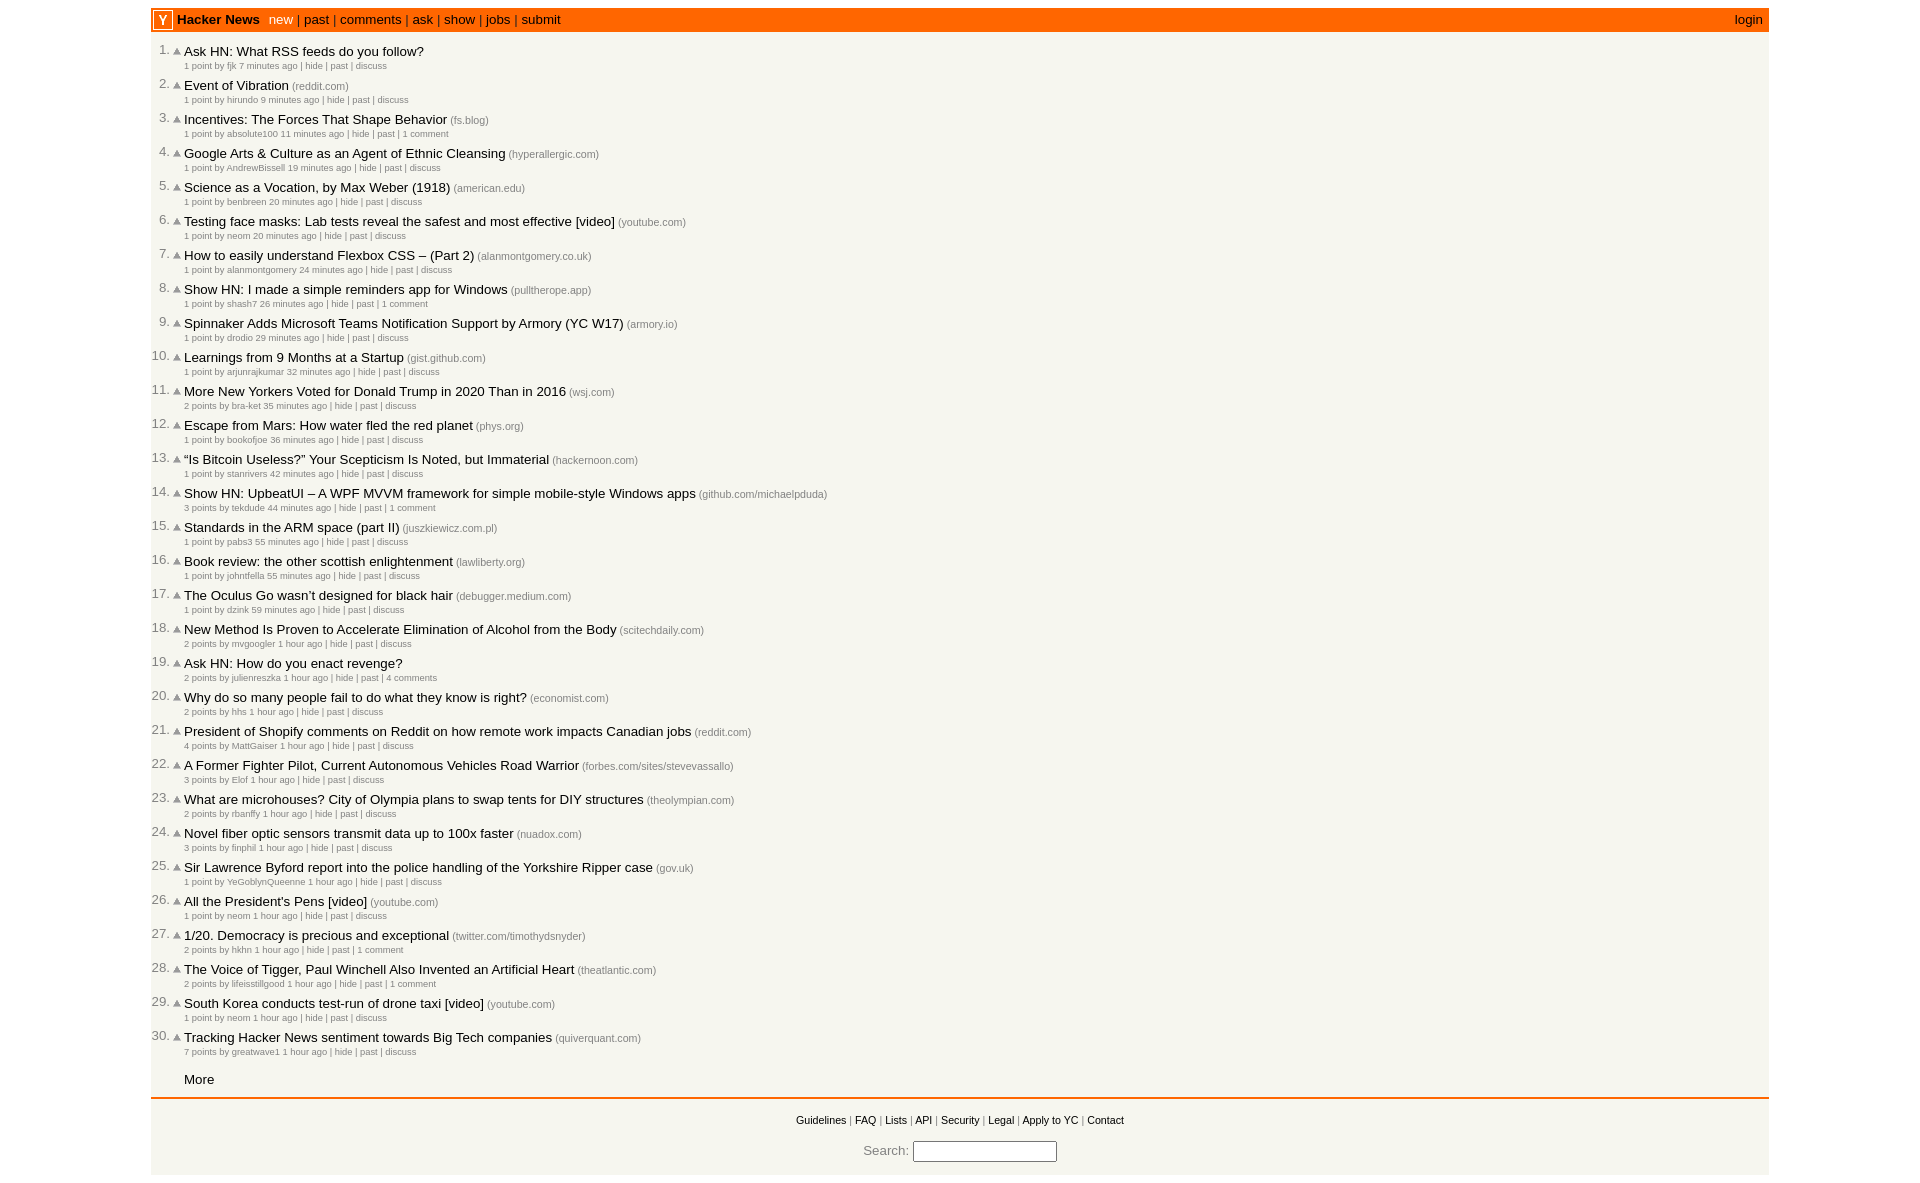 Y Hacker News new | past | comments | ask | show | jobs | submit login
1. Ask HN: What RSS feeds do you follow?
1 point by fjk 7 minutes ago | hide | past | discuss
2. Event of Vibration (reddit.com)
1 point by hirundo 9 minutes ago | hide | past | discuss
3. Incentives: The Forces That Shape Behavior (fs.blog)
1 point by absolute100 11 minutes ago | hide | past | 1 comment
4. Google Arts & Culture as an Agent of Ethnic Cleansing (hyperallergic.com)
1 point by AndrewBissell 19 minutes ago | hide | past | discuss
5. Science as a Vocation, by Max Weber (1918) (american.edu)
1 point by benbreen 20 minutes ago | hide | past | discuss
6. Testing face masks: Lab tests reveal the safest and most effective [video] (youtube.com)
1 point by neom 20 minutes ago | hide | past | discuss
7. How to easily understand Flexbox CSS – (Part 2) (alanmontgomery.co.uk)
1 point by alanmontgomery 24 minutes ago | hide | past | discuss
8. Show HN: I made a simple reminders app for Windows (pulltherope.app)
1 point by shash7 26 minutes ago | hide | past | 1 comment
9. Spinnaker Adds Microsoft Teams Notification Support by Armory (YC W17) (armory.io)
1 point by drodio 29 minutes ago | hide | past | discuss
10. Learnings from 9 Months at a Startup (gist.github.com)
1 point by arjunrajkumar 32 minutes ago | hide | past | discuss
11. More New Yorkers Voted for Donald Trump in 2020 Than in 2016 (wsj.com)
2 points by bra-ket 35 minutes ago | hide | past | discuss
12. Escape from Mars: How water fled the red planet (phys.org)
1 point by bookofjoe 36 minutes ago | hide | past | discuss
13. “Is Bitcoin Useless?” Your Scepticism Is Noted, but Immaterial (hackernoon.com)
1 point by stanrivers 42 minutes ago | hide | past | discuss
14. Show HN: UpbeatUI – A WPF MVVM framework for simple mobile-style Windows apps (github.com/michaelpduda)
3 points by tekdude 44 minutes ago | hide | past | 1 comment
15. Standards in the ARM space (part II) (juszkiewicz.com.pl)
1 point by pabs3 55 minutes ago | hide | past | discuss
16. Book review: the other scottish enlightenment (lawliberty.org)
1 point by johntfella 55 minutes ago | hide | past | discuss
17. The Oculus Go wasn’t designed for black hair (debugger.medium.com)
1 point by dzink 59 minutes ago | hide | past | discuss
18. New Method Is Proven to Accelerate Elimination of Alcohol from the Body (scitechdaily.com)
2 points by mvgoogler 1 hour ago | hide | past | discuss
19. Ask HN: How do you enact revenge?
2 points by julienreszka 1 hour ago | hide | past | 4 comments
20. Why do so many people fail to do what they know is right? (economist.com)
2 points by hhs 1 hour ago | hide | past | discuss
21. President of Shopify comments on Reddit on how remote work impacts Canadian jobs (reddit.com)
4 points by MattGaiser 1 hour ago | hide | past | discuss
22. A Former Fighter Pilot, Current Autonomous Vehicles Road Warrior (forbes.com/sites/stevevassallo)
3 points by Elof 1 hour ago | hide | past | discuss
23. What are microhouses? City of Olympia plans to swap tents for DIY structures (theolympian.com)
2 points by rbanffy 1 hour ago | hide | past | discuss
24. Novel fiber optic sensors transmit data up to 100x faster (nuadox.com)
3 points by finphil 1 hour ago | hide | past | discuss
25. Sir Lawrence Byford report into the police handling of the Yorkshire Ripper case (gov.uk)
1 point by YeGoblynQueenne 1 hour ago | hide | past | discuss
26. All the President's Pens [video] (youtube.com)
1 point by neom 1 hour ago | hide | past | discuss
27. 1/20. Democracy is precious and exceptional (twitter.com/timothydsnyder)
2 points by hkhn 1 hour ago | hide | past | 1 comment
28. The Voice of Tigger, Paul Winchell Also Invented an Artificial Heart (theatlantic.com)
2 points by lifeisstillgood 1 hour ago | hide | past | 1 comment
29. South Korea conducts test-run of drone taxi [video] (youtube.com)
1 point by neom 1 hour ago | hide | past | discuss
30. Tracking Hacker News sentiment towards Big Tech companies (quiverquant.com)
7 points by greatwave1 1 hour ago | hide | past | discuss
More
Guidelines | FAQ | Lists | API | Security | Legal | Apply to YC | Contact
Search: